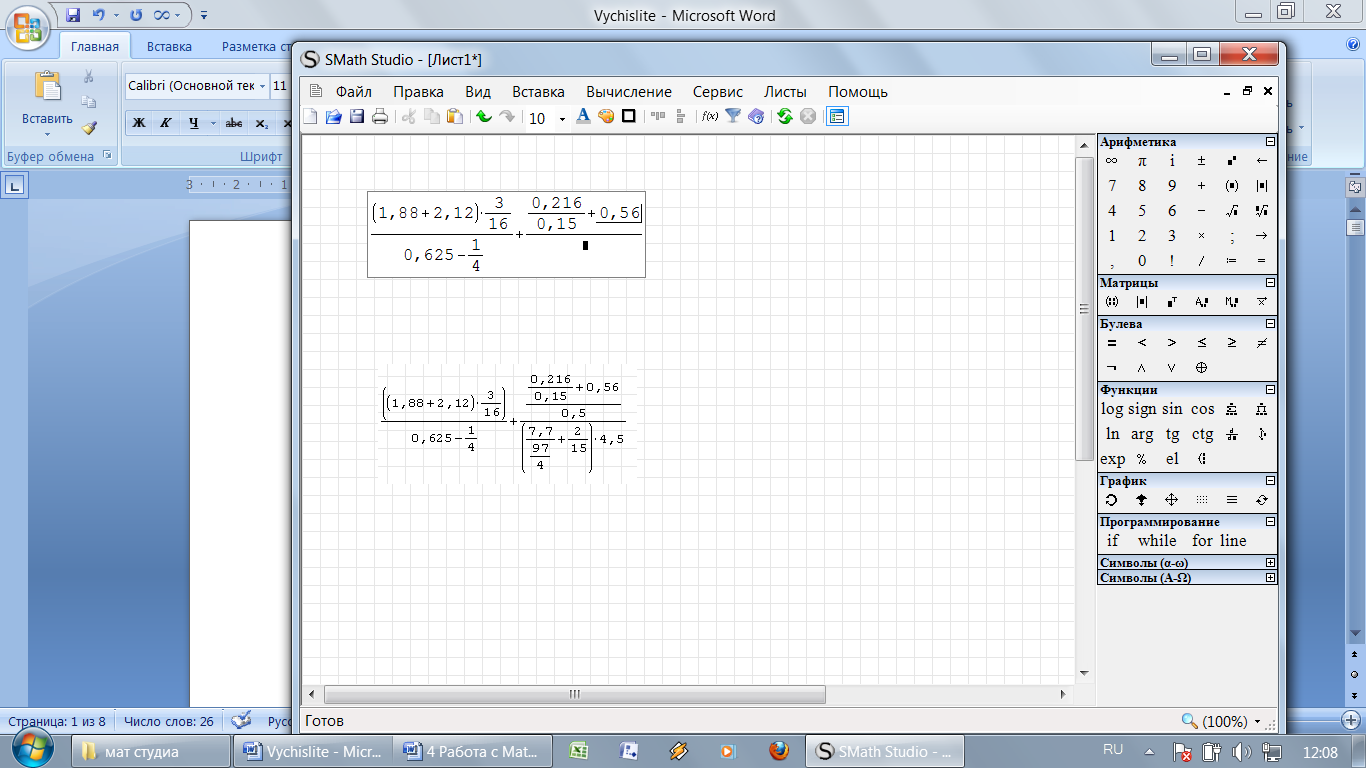 Vychislite - Microsoft Word
Главная Вставка Разметка ст
Calibri (Основной тек 11
Вставить
Ж К Ч abc x₂
Буфер обмена Шрифт
3 2 1
SMath Studio - [Лист1*]
Файл Правка Вид Вставка Вычисление Сервис Листы Помощь
10 A f(x)
(1,88+2,12)·3/16 0,216/0,15+0,56
+
0,625-1/4
((1,88+2,12)·3/16) 0,216/0,15+0,56
0,5
+
0,625-1/4 (7,7/97/4+2/15)·4,5
Арифметика
∞ π i ± ←
7 8 9 + (■) |■|
4 5 6 - √
1 2 3 × ; →
, 0 ! / := =
Матрицы
Булева
= < > ≤ ≥ ≠
¬ ∧ ∨ ⊕
Функции
log sign sin cos
ln arg tg ctg
exp % el
График
Программирование
if while for line
Символы (α-ω)
Символы (Α-Ω)
Готов (100%)
Страница: 1 из 8 Число слов: 26 Русс
мат студиа Vychislite - Micr... 4 Работа с Mat... SMath Studio - ... RU 12:08